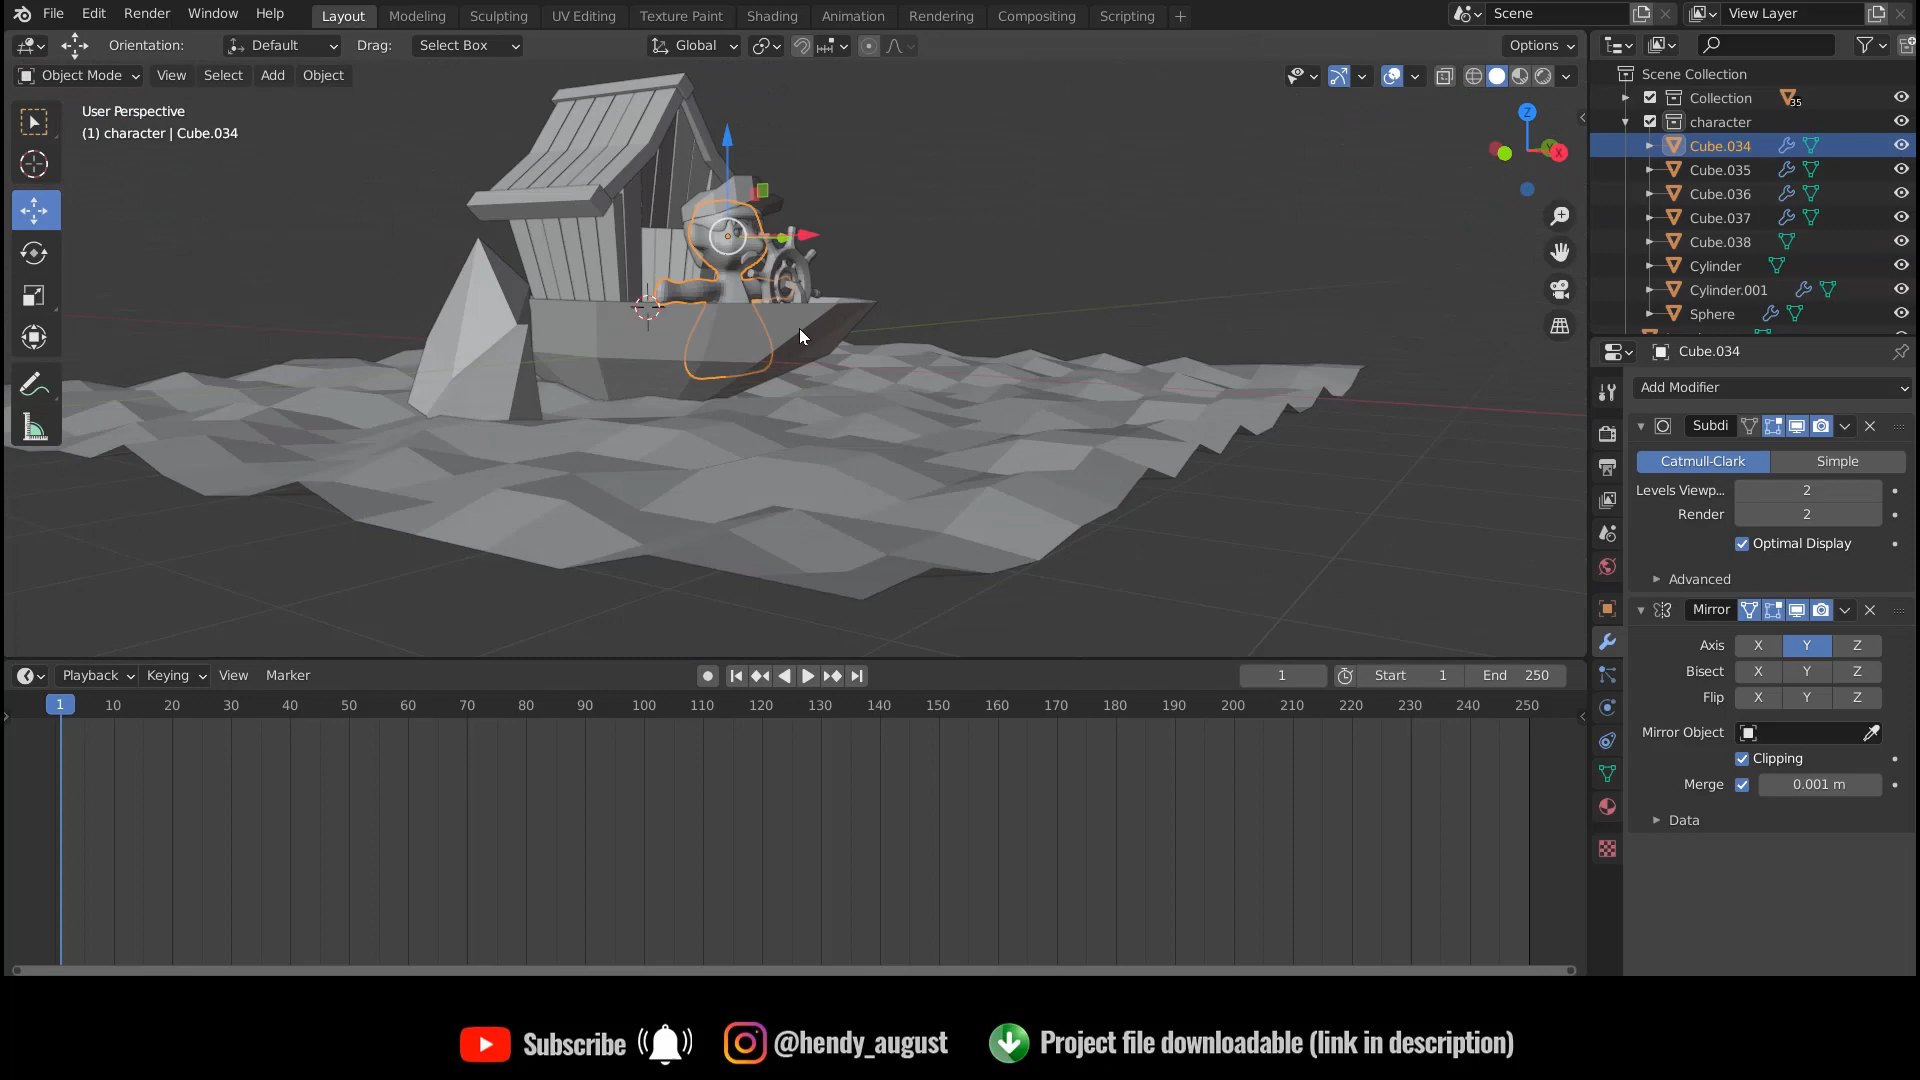 File Edit Render Window Help Layout Modeling Sculpting UV Editing Texture Paint Shading Animation Rendering Compositing Scripting + Scene View Layer
Orientation: Default Drag: Select Box Global Options
Object Mode View Select Add Object
User Perspective
(1) character | Cube.034
Z
Y
X
Scene Collection
Collection 35
character
Cube.034
Cube.035
Cube.036
Cube.037
Cube.038
Cylinder
Cylinder.001
Sphere
Cube.034
Add Modifier
Subdi
Catmull-Clark Simple
Levels Viewp... 2
Render 2
Optimal Display
Advanced
Mirror
Axis X Y Z
Bisect X Y Z
Flip X Y Z
Mirror Object
Clipping
Merge 0.001 m
Data
Playback Keying View Marker 1 Start 1 End 250
1 10 20 30 40 50 60 70 80 90 100 110 120 130 140 150 160 170 180 190 200 210 220 230 240 250
Subscribe @hendy_august Project file downloadable (link in description)